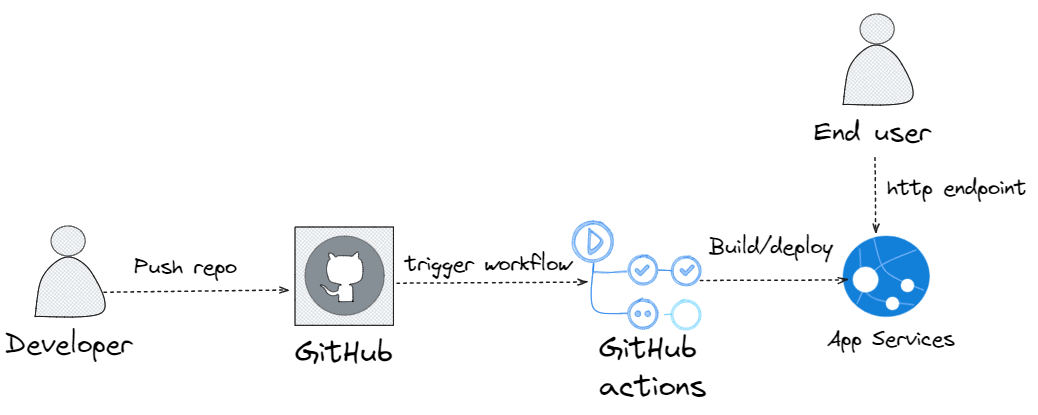 End user
http endpoint
Push repo
trigger workflow
Build/deploy
Developer
GitHub
GitHub
actions
App Services